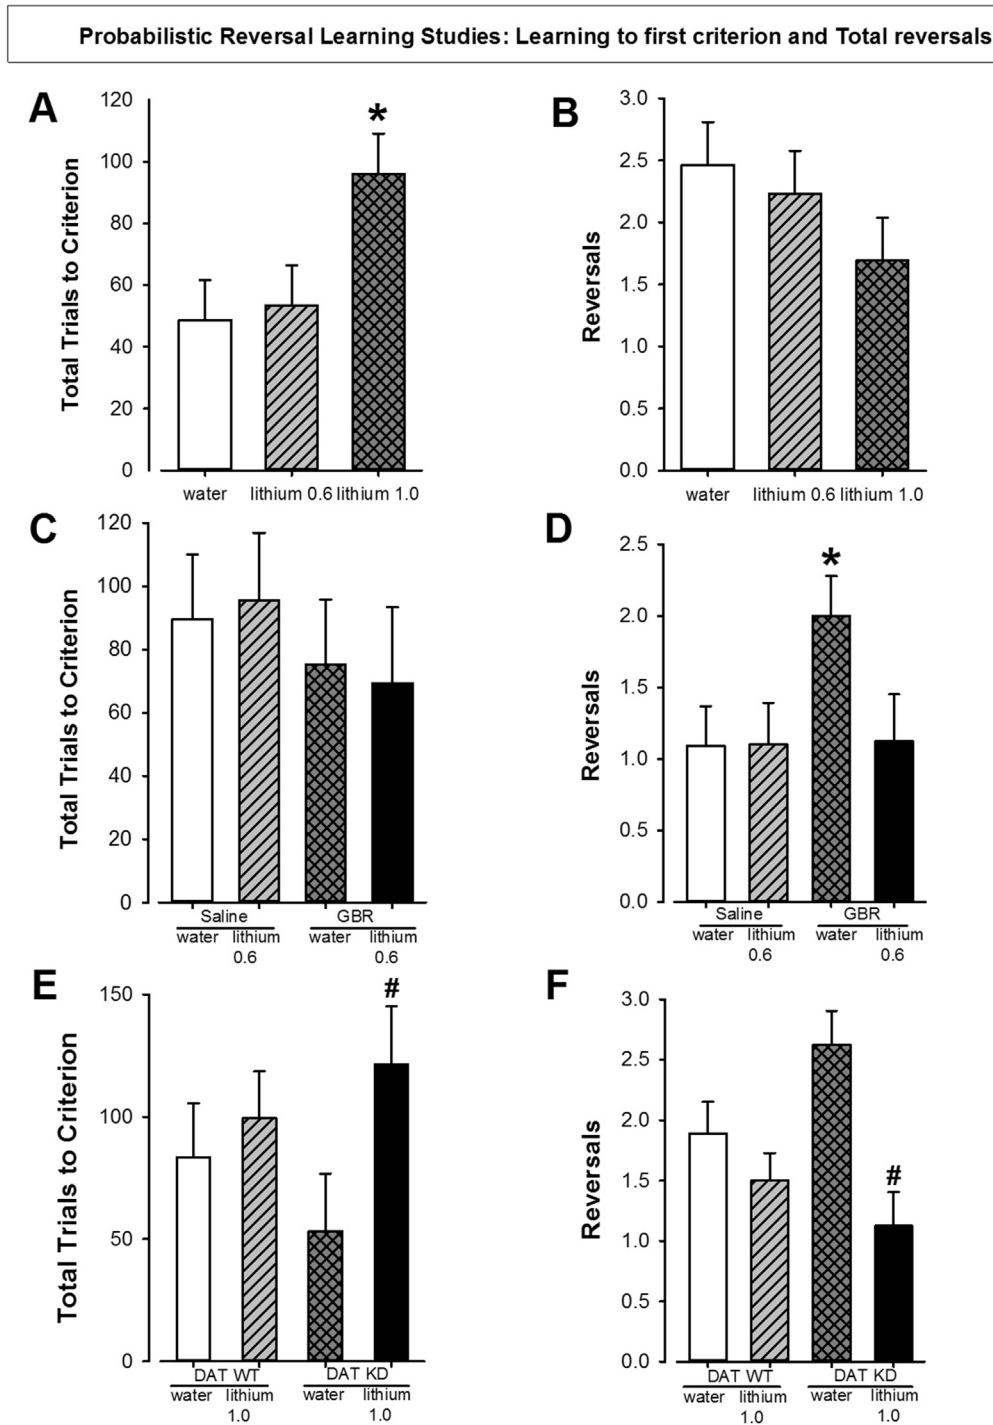 Probabilistic Reversal Learning Studies: Learning to first criterion and Total reversals
A
Total Trials to Criterion
120
100
80
60
40
20
0
*
water lithium 0.6 lithium 1.0
B
Reversals
3.0
2.5
2.0
1.5
1.0
0.5
0.0
water lithium 0.6 lithium 1.0
C
Total Trials to Criterion
120
100
80
60
40
20
0
Saline GBR
water lithium water lithium
0.6 0.6
D
Reversals
2.5
2.0
1.5
1.0
0.5
0.0
*
Saline GBR
water lithium water lithium
0.6 0.6
E
Total Trials to Criterion
150
100
50
0
#
DAT WT DAT KD
water lithium water lithium
1.0 1.0
F
Reversals
3.0
2.5
2.0
1.5
1.0
0.5
0.0
#
DAT WT DAT KD
water lithium water lithium
1.0 1.0